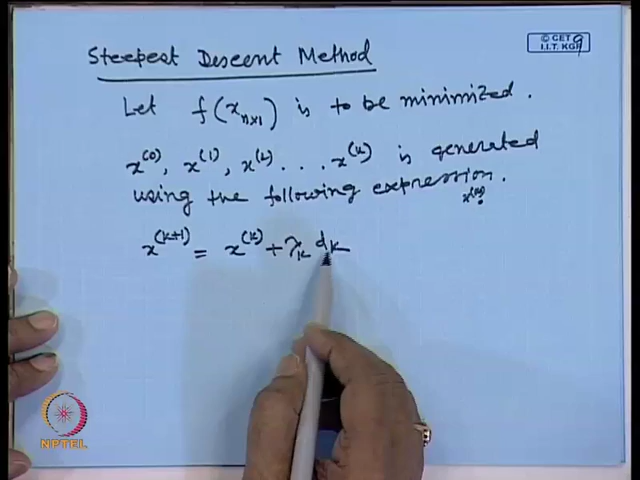 Steepest Descent Method
© CET
I.I.T. KGP
Let f(x_{n×1}) is to be minimized.
x^{(0)}, x^{(1)}, x^{(2)} . . . . x^{(k)} is generated
using the following expression.
x^{(k+1)} = x^{(k)} + λ_k d_k
NPTEL